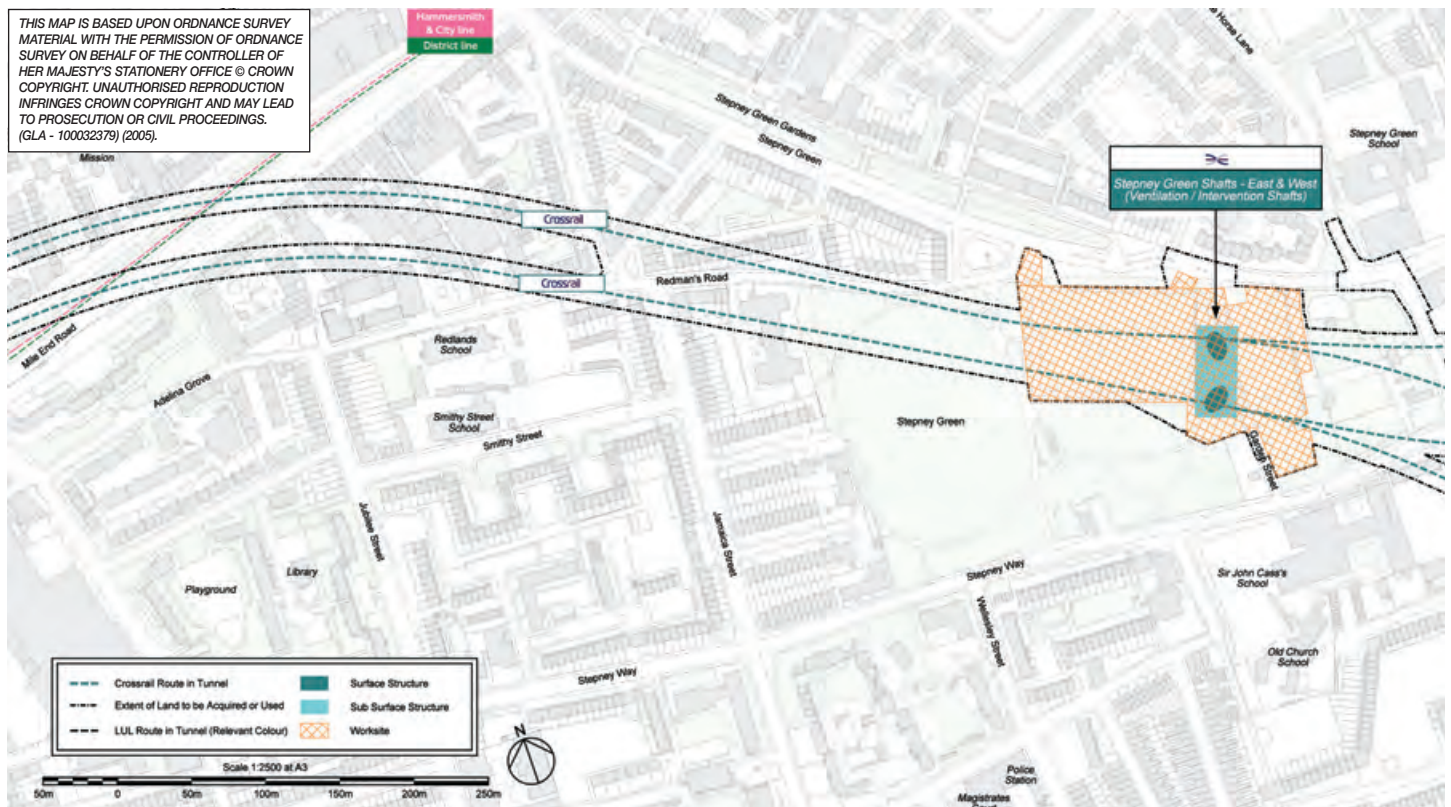 THIS MAP IS BASED UPON ORDNANCE SURVEY
MATERIAL WITH THE PERMISSION OF ORDNANCE
SURVEY ON BEHALF OF THE CONTROLLER OF
HER MAJESTY'S STATIONERY OFFICE © CROWN
COPYRIGHT. UNAUTHORISED REPRODUCTION
INFRINGES CROWN COPYRIGHT AND MAY LEAD
TO PROSECUTION OR CIVIL PROCEEDINGS.
(GLA - 100032379) (2005).
Hammersmith
& City line
District line
Horse Lane
Mission
Stepney Green Gardens
Stepney Green
Stepney Green
School
Stepney Green Shafts - East & West
(Ventilation / Intervention Shafts)
Crossrail
Crossrail
Redman's Road
Mile End Road
Redlands
School
Adelina Grove
Smithy Street
School
Smithy Street
Stepney Green
Garden Street
Jubilee Street
Jamaica Street
Library
Playground
Stepney Way
Wellesley Street
Sir John Cass's
School
Old Church
School
Stepney Way
Crossrail Route in Tunnel
Surface Structure
Extent of Land to be Acquired or Used
Sub Surface Structure
LUL Route in Tunnel (Relevant Colour)
Worksite
N
Scale 1:2500 at A3
50m 0 50m 100m 150m 200m 250m
Police
Station
Magistrates